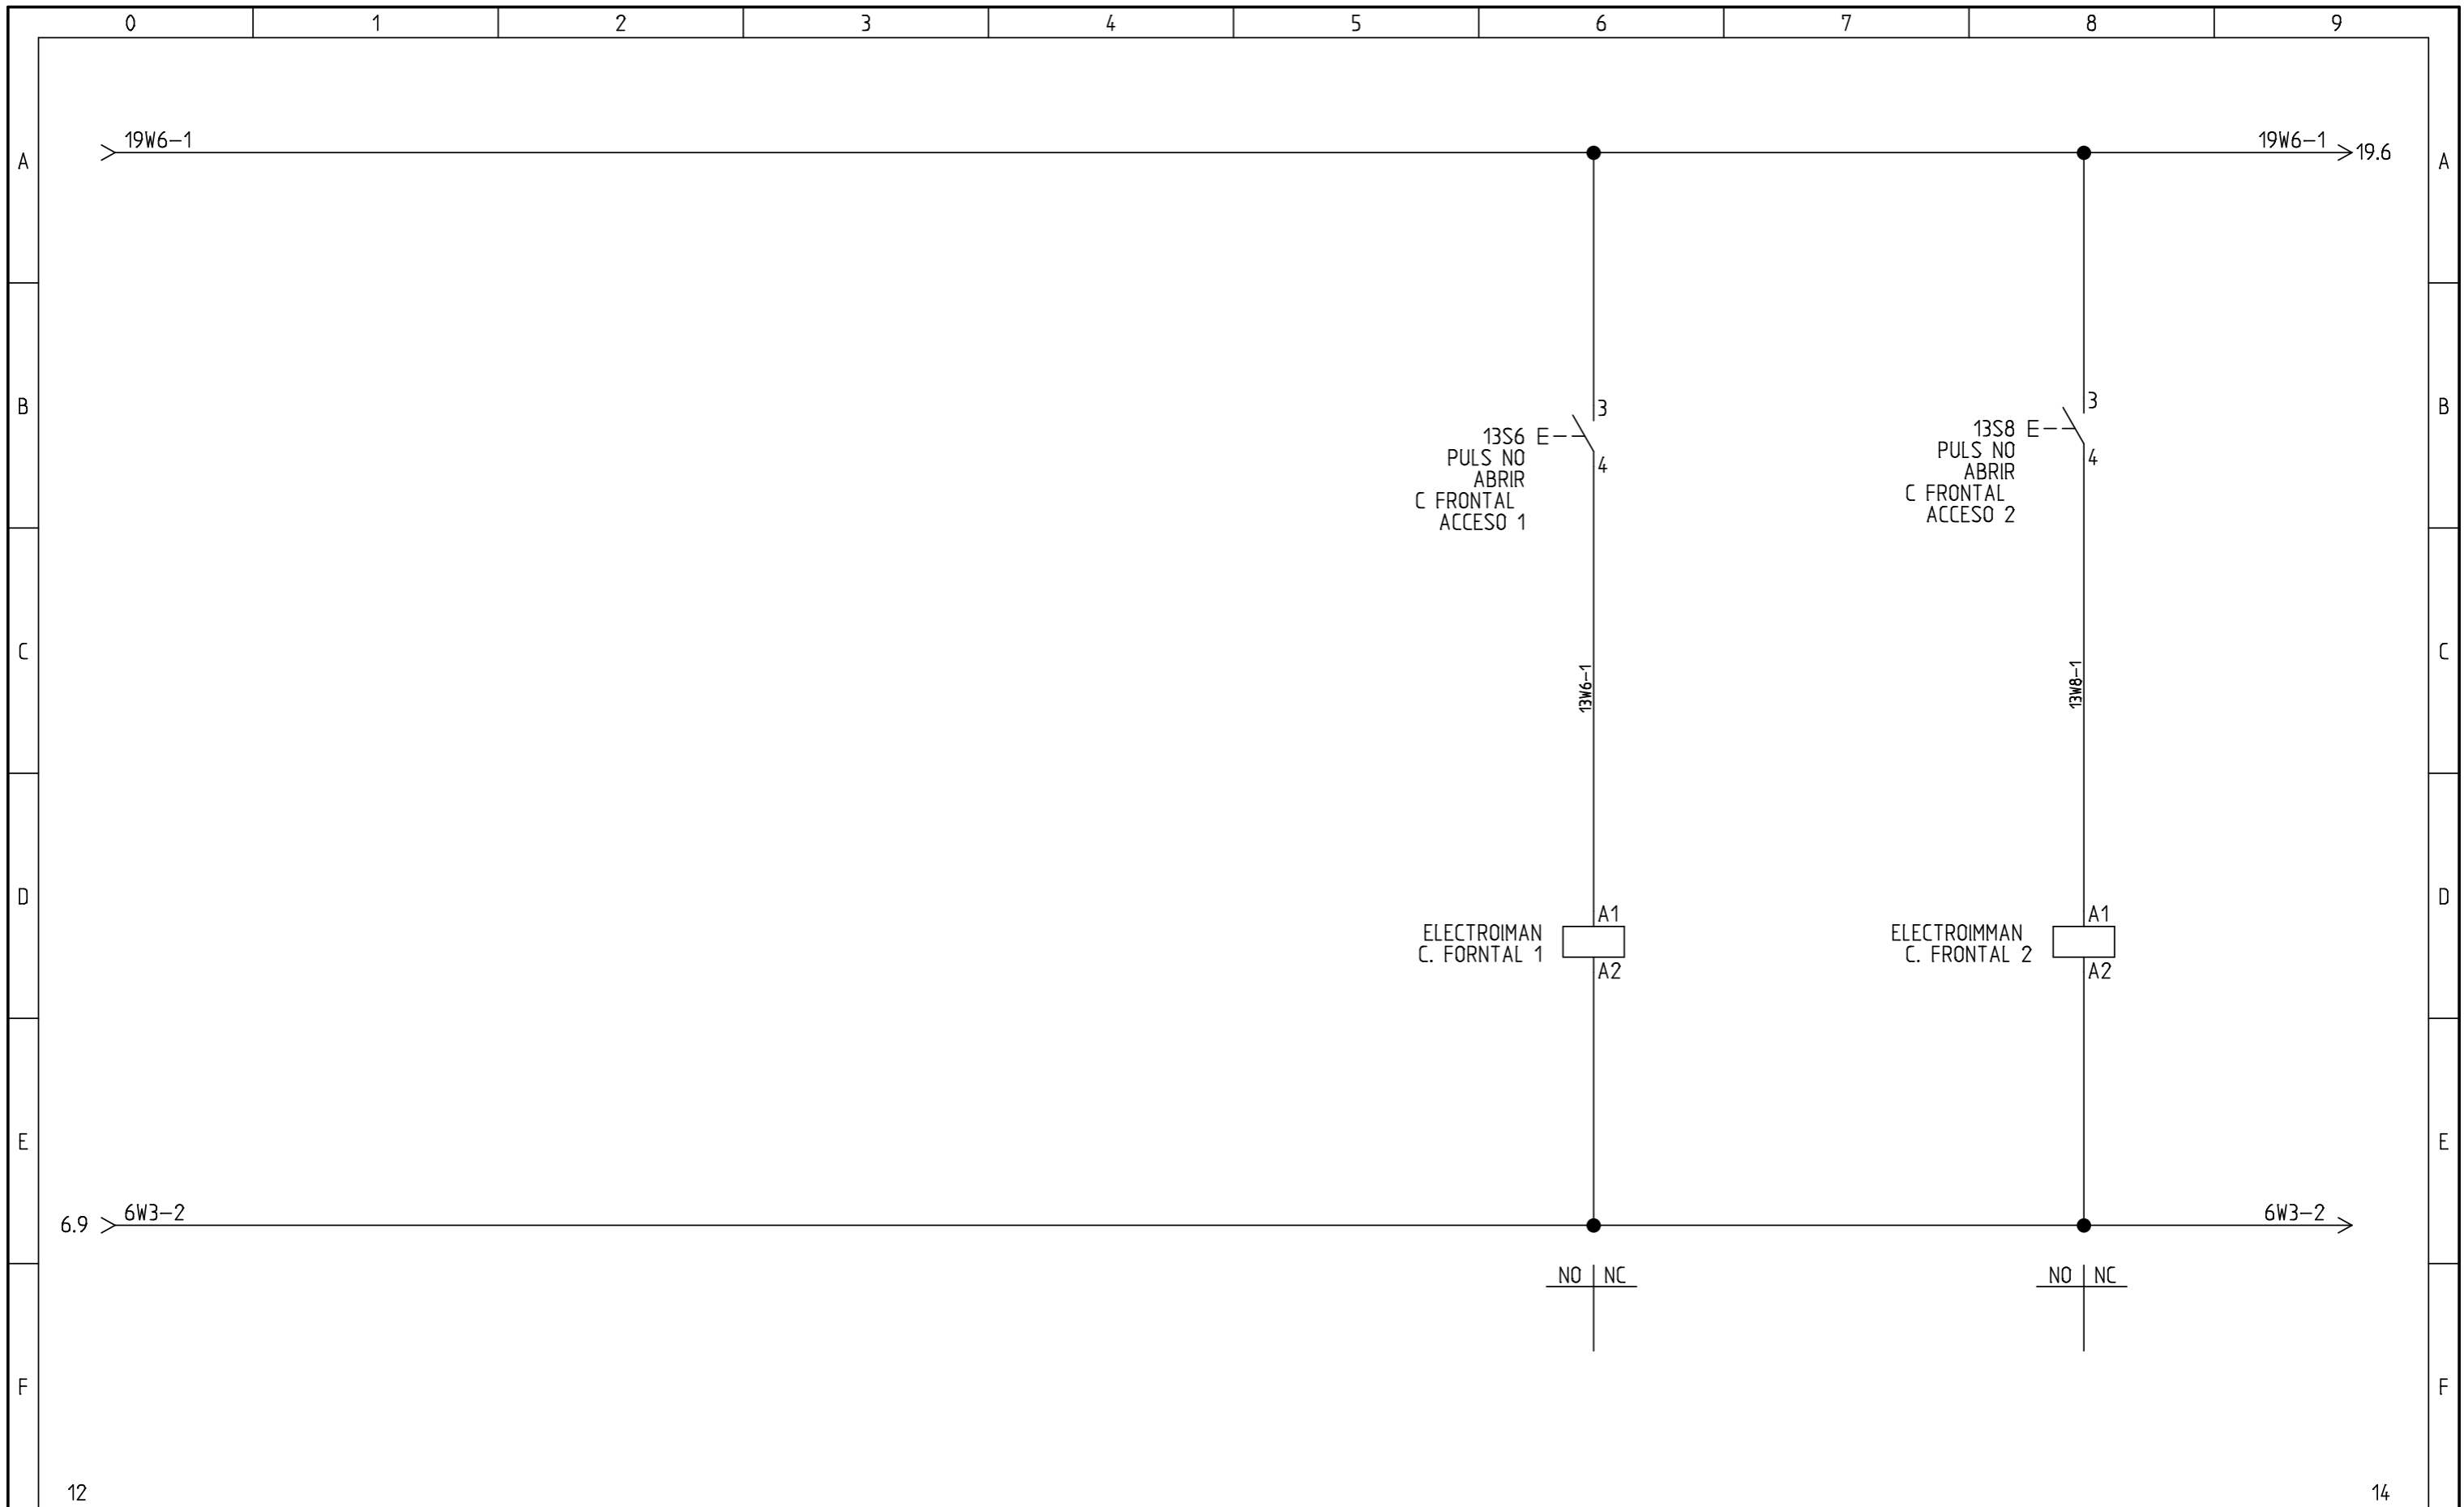 0 1 2 3 4 5 6 7 8 9
19W6-1 19W6-1 19.6
A A
B B
3
13S6
PULS NO
4
ABRIR
C FRONTAL
ACCESO 1
3
13S8
PULS NO
4
ABRIR
C FRONTAL
ACCESO 2
C C
13W6-1
13W8-1
D D
A1
ELECTROIMAN
C. FORNTAL 1
A2
A1
ELECTROIMMAN
C. FRONTAL 2
A2
E E
6.9 6W3-2 6W3-2
NO NC
NO NC
F F
12 14